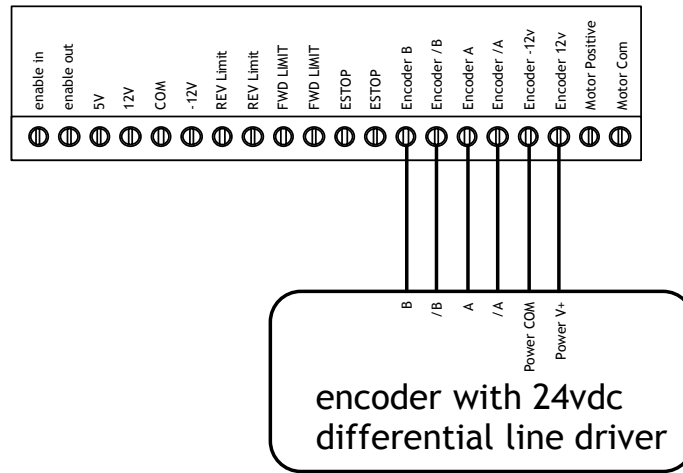 enable in
enable out
5V
12V
COM
-12V
REV Limit
REV Limit
FWD LIMIT
FWD LIMIT
ESTOP
ESTOP
Encoder B
Encoder /B
Encoder A
Encoder /A
Encoder -12v
Encoder 12v
Motor Positive
Motor Com
B
/B
A
/A
Power COM
Power V+
encoder with 24vdc
differential line driver